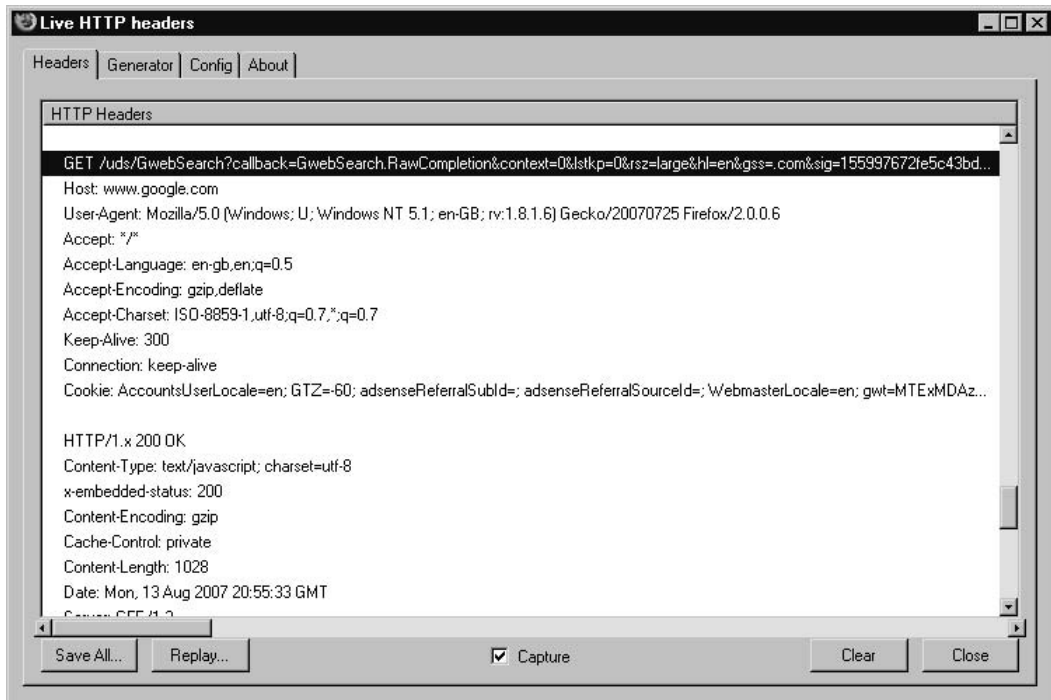 Live HTTP headers
Headers Generator Config About
HTTP Headers
GET /uds/GwebSearch?callback=GwebSearch.RawCompletion&context=0&lstkp=0&rsz=large&hl=en&gss=.com&sig=155997672fe5c43bd...
Host: www.google.com
User-Agent: Mozilla/5.0 (Windows; U; Windows NT 5.1; en-GB; rv:1.8.1.6) Gecko/20070725 Firefox/2.0.0.6
Accept: */*
Accept-Language: en-gb,en;q=0.5
Accept-Encoding: gzip,deflate
Accept-Charset: ISO-8859-1,utf-8;q=0.7,*;q=0.7
Keep-Alive: 300
Connection: keep-alive
Cookie: AccountsUserLocale=en; GTZ=-60; adsenseReferralSubId=; adsenseReferralSourceId=; WebmasterLocale=en; gwt=MTExMDAz...
HTTP/1.x 200 OK
Content-Type: text/javascript; charset=utf-8
x-embedded-status: 200
Content-Encoding: gzip
Cache-Control: private
Content-Length: 1028
Date: Mon, 13 Aug 2007 20:55:33 GMT
Save All... Replay... Capture Clear Close